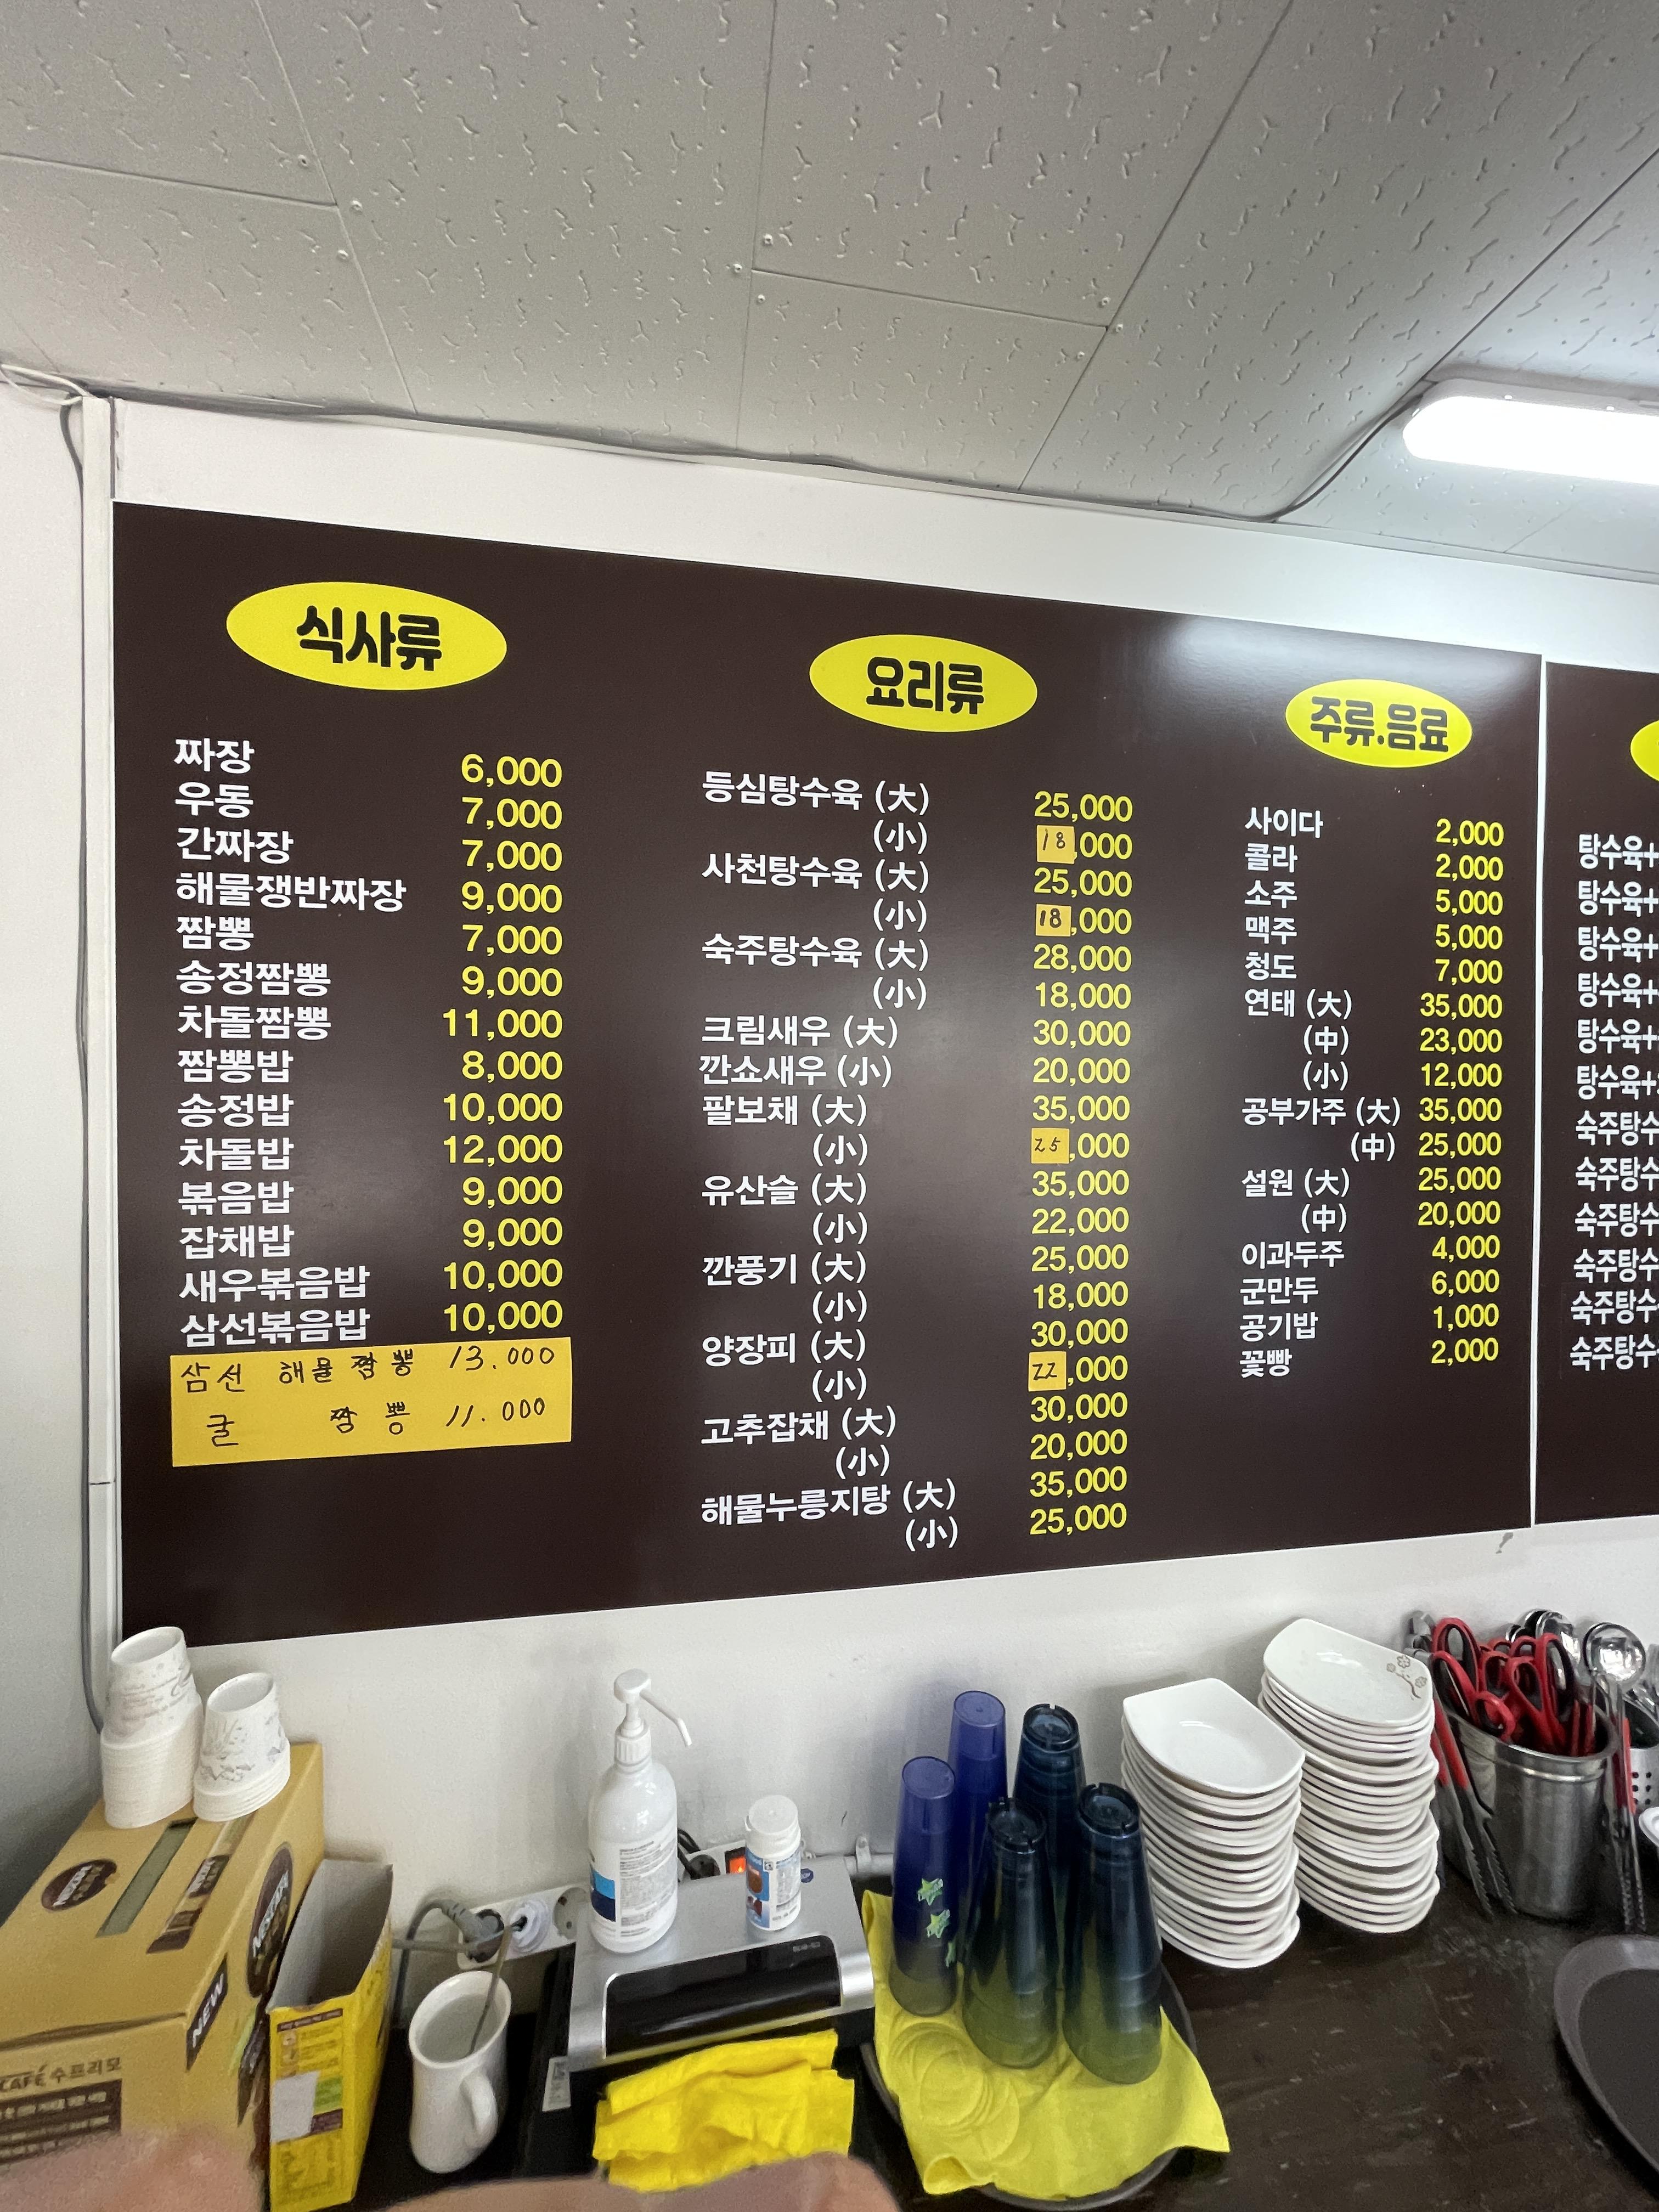 식사류
짜장 6,000
우동 7,000
간짜장 7,000
해물쟁반짜장 9,000
짬뽕 7,000
송정짬뽕 9,000
차돌짬뽕 11,000
짬뽕밥 8,000
송정밥 10,000
차돌밥 12,000
볶음밥 9,000
잡채밥 9,000
새우볶음밥 10,000
삼선볶음밥 10,000
삼선 해물짬뽕 13.000
굴 짬뽕 11.000
요리류
등심탕수육 (大) 25,000
(小) 18,000
사천탕수육 (大) 25,000
(小) 18,000
숙주탕수육 (大) 28,000
(小) 18,000
크림새우 (大) 30,000
깐쇼새우 (小) 20,000
팔보채 (大) 35,000
(小) 25,000
유산슬 (大) 35,000
(小) 22,000
깐풍기 (大) 25,000
(小) 18,000
양장피 (大) 30,000
(小) 22,000
고추잡채 (大) 30,000
(小) 20,000
해물누룽지탕 (大) 35,000
(小) 25,000
주류.음료
사이다 2,000
콜라 2,000
소주 5,000
맥주 5,000
청도 7,000
연태 (大) 35,000
(中) 23,000
(小) 12,000
공부가주 (大) 35,000
(中) 25,000
설원 (大) 25,000
(中) 20,000
이과두주 4,000
군만두 6,000
공기밥 1,000
꽃빵 2,000
탕수육+
탕수육+
탕수육+
탕수육+
탕수육+
탕수육+
숙주탕수
숙주탕수
숙주탕수
숙주탕수
숙주탕수
숙주탕수
NESCAFÉ
NEW
CAFÉ 수프리모